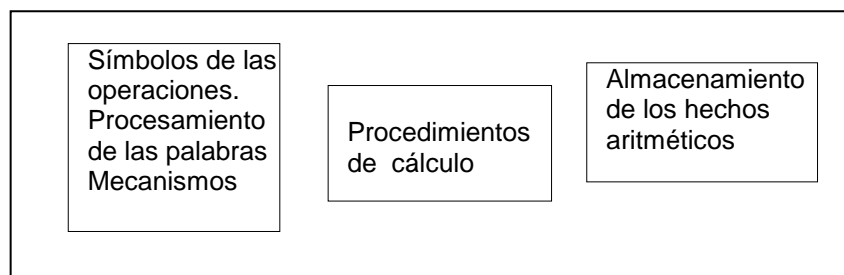 Símbolos de las
operaciones.
Procesamiento
de las palabras
Mecanismos
Procedimientos
de cálculo
Almacenamiento
de los hechos
aritméticos